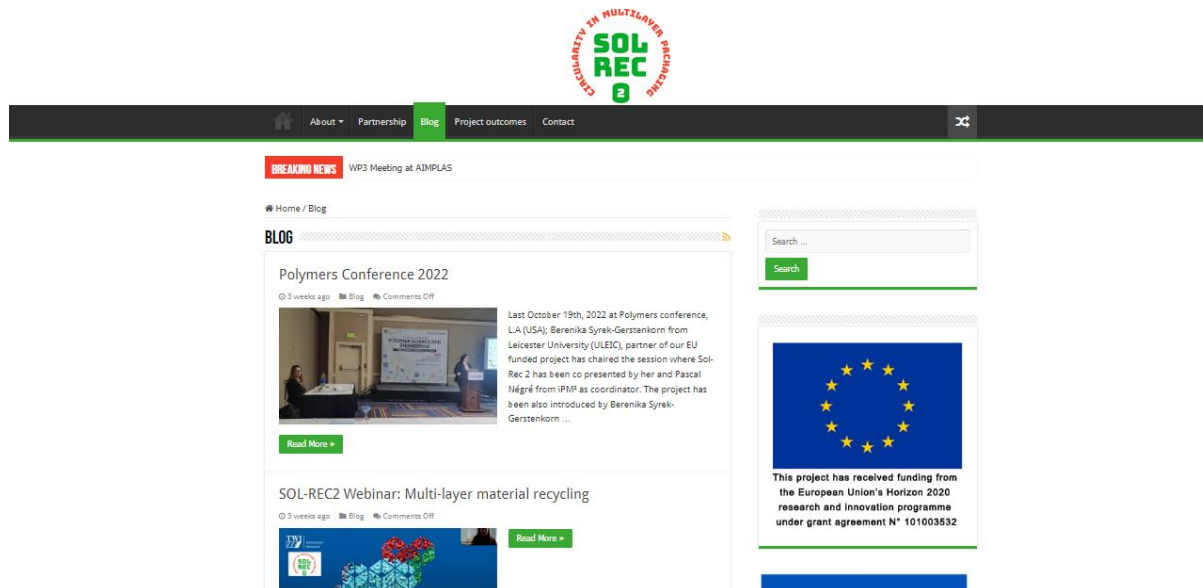 CIRCULARITY IN MULTILAYER PACKAGING
SOL
REC
2
About
Partnership
Blog
Project outcomes
Contact
BREAKING NEWS
WP3 Meeting at AIMPLAS
Home / Blog
BLOG
Polymers Conference 2022
3 weeks ago Blog Comments Off
Last October 19th, 2022 at Polymers conference,
L.A (USA); Berenika Syrek-Gerstenkorn from
Leicester University (ULEIC), partner of our EU
funded project has chaired the session where Sol-
Rec 2 has been co presented by her and Pascal
Négré from iPM² as coordinator. The project has
been also introduced by Berenika Syrek-
Gerstenkorn ...
Read More »
SOL-REC2 Webinar: Multi-layer material recycling
3 weeks ago Blog Comments Off
TWI
SOL
REC
2
Read More »
Search ...
Search
This project has received funding from
the European Union's Horizon 2020
research and innovation programme
under grant agreement N° 101003532